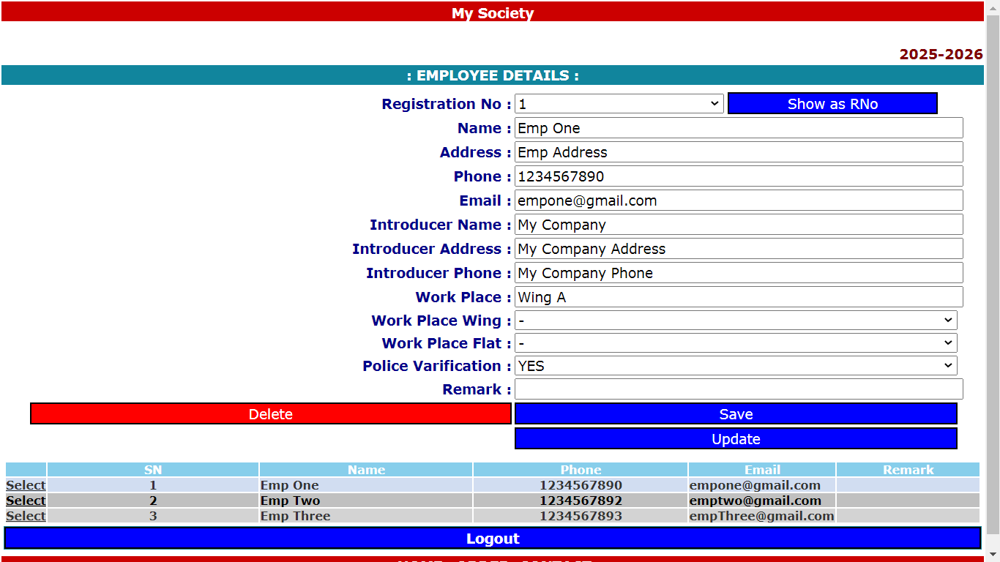 My Society
2025-2026
: EMPLOYEE DETAILS :
Registration No : 1 Show as RNo
Name : Emp One
Address : Emp Address
Phone : 1234567890
Email : empone@gmail.com
Introducer Name : My Company
Introducer Address : My Company Address
Introducer Phone : My Company Phone
Work Place : Wing A
Work Place Wing : -
Work Place Flat : -
Police Varification : YES
Remark :
Delete Save
Update
SN Name Phone Email Remark
Select 1 Emp One 1234567890 empone@gmail.com
Select 2 Emp Two 1234567892 emptwo@gmail.com
Select 3 Emp Three 1234567893 empThree@gmail.com
Logout